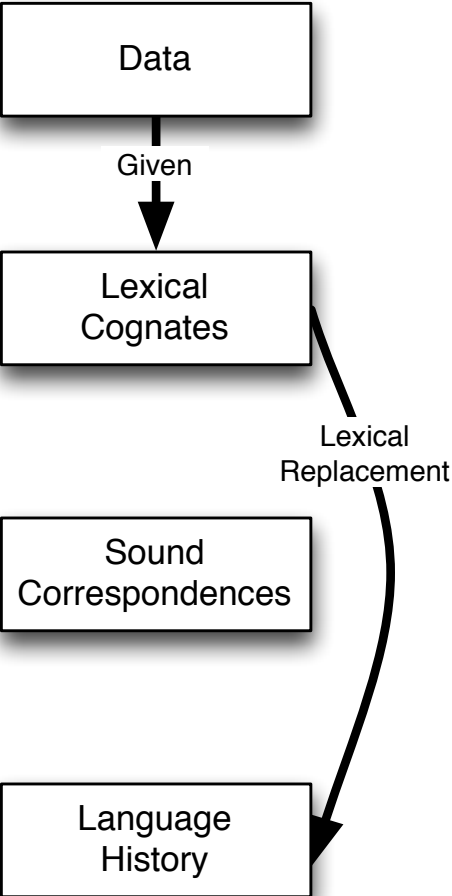 Data
Given
Lexical
Cognates
Lexical
Replacement
Sound
Correspondences
Language
History